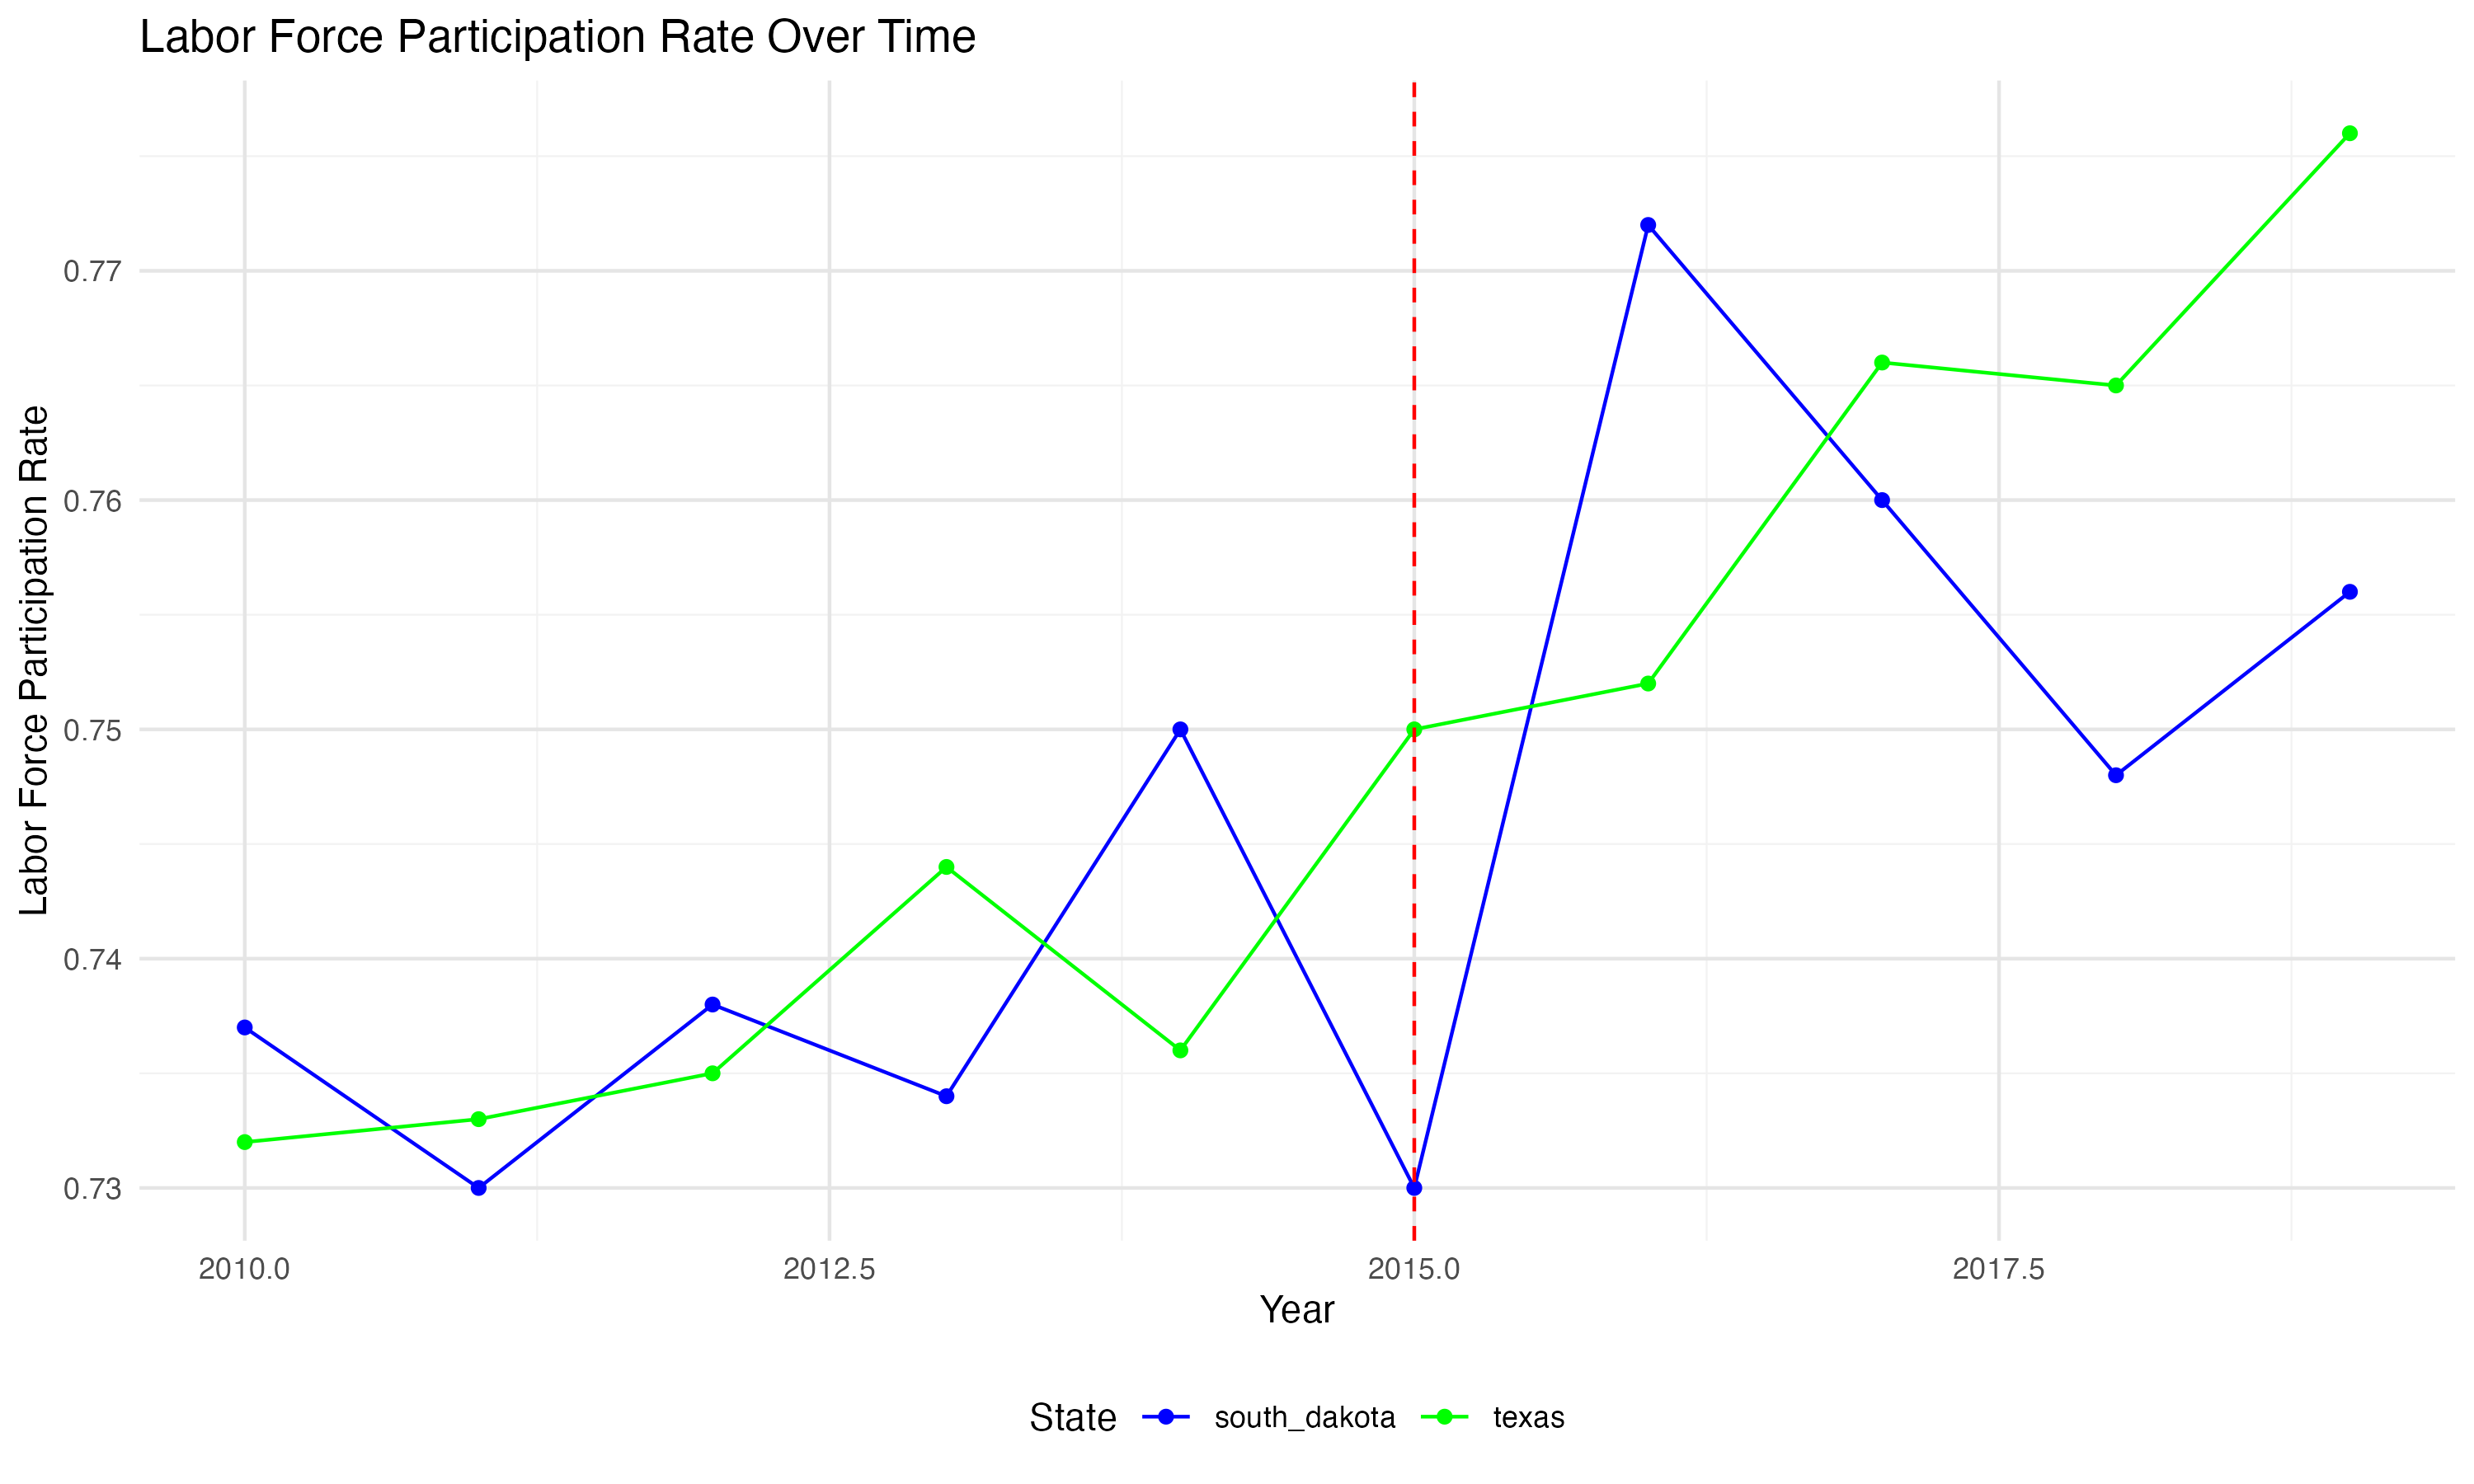 Labor Force Participation Rate Over Time
Labor Force Participation Rate
0.77
0.76
0.75
0.74
0.73
2010.0 2012.5 2015.0 2017.5
Year
State south_dakota texas